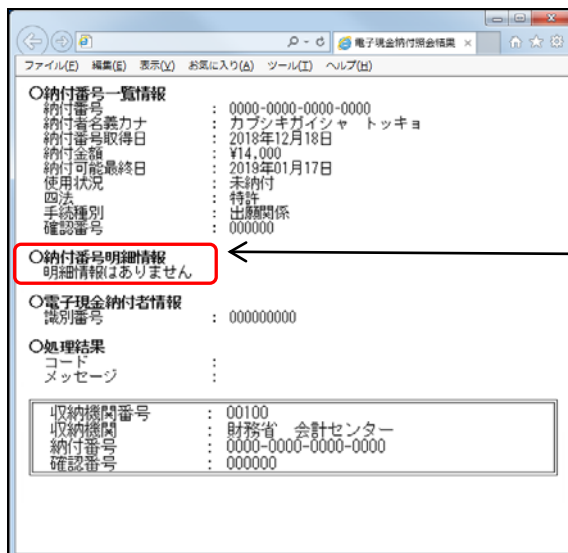 電子現金納付照会結果
ファイル(F) 編集(E) 表示(V) お気に入り(A) ツール(T) ヘルプ(H)
○納付番号一覧情報
納付番号 : 0000-0000-0000-0000
納付者名義カナ : カブシキガイシャ トッキョ
納付番号取得日 : 2018年12月18日
納付金額 : ¥14,000
納付可能最終日 : 2019年01月17日
使用状況 : 未納付
四法 : 特許
手続種別 : 出願関係
確認番号 : 000000
○納付番号明細情報
明細情報はありません
○電子現金納付者情報
識別番号 : 000000000
○処理結果
コード :
メッセージ :
収納機関番号 : 00100
収納機関 : 財務省 会計センター
納付番号 : 0000-0000-0000-0000
確認番号 : 000000